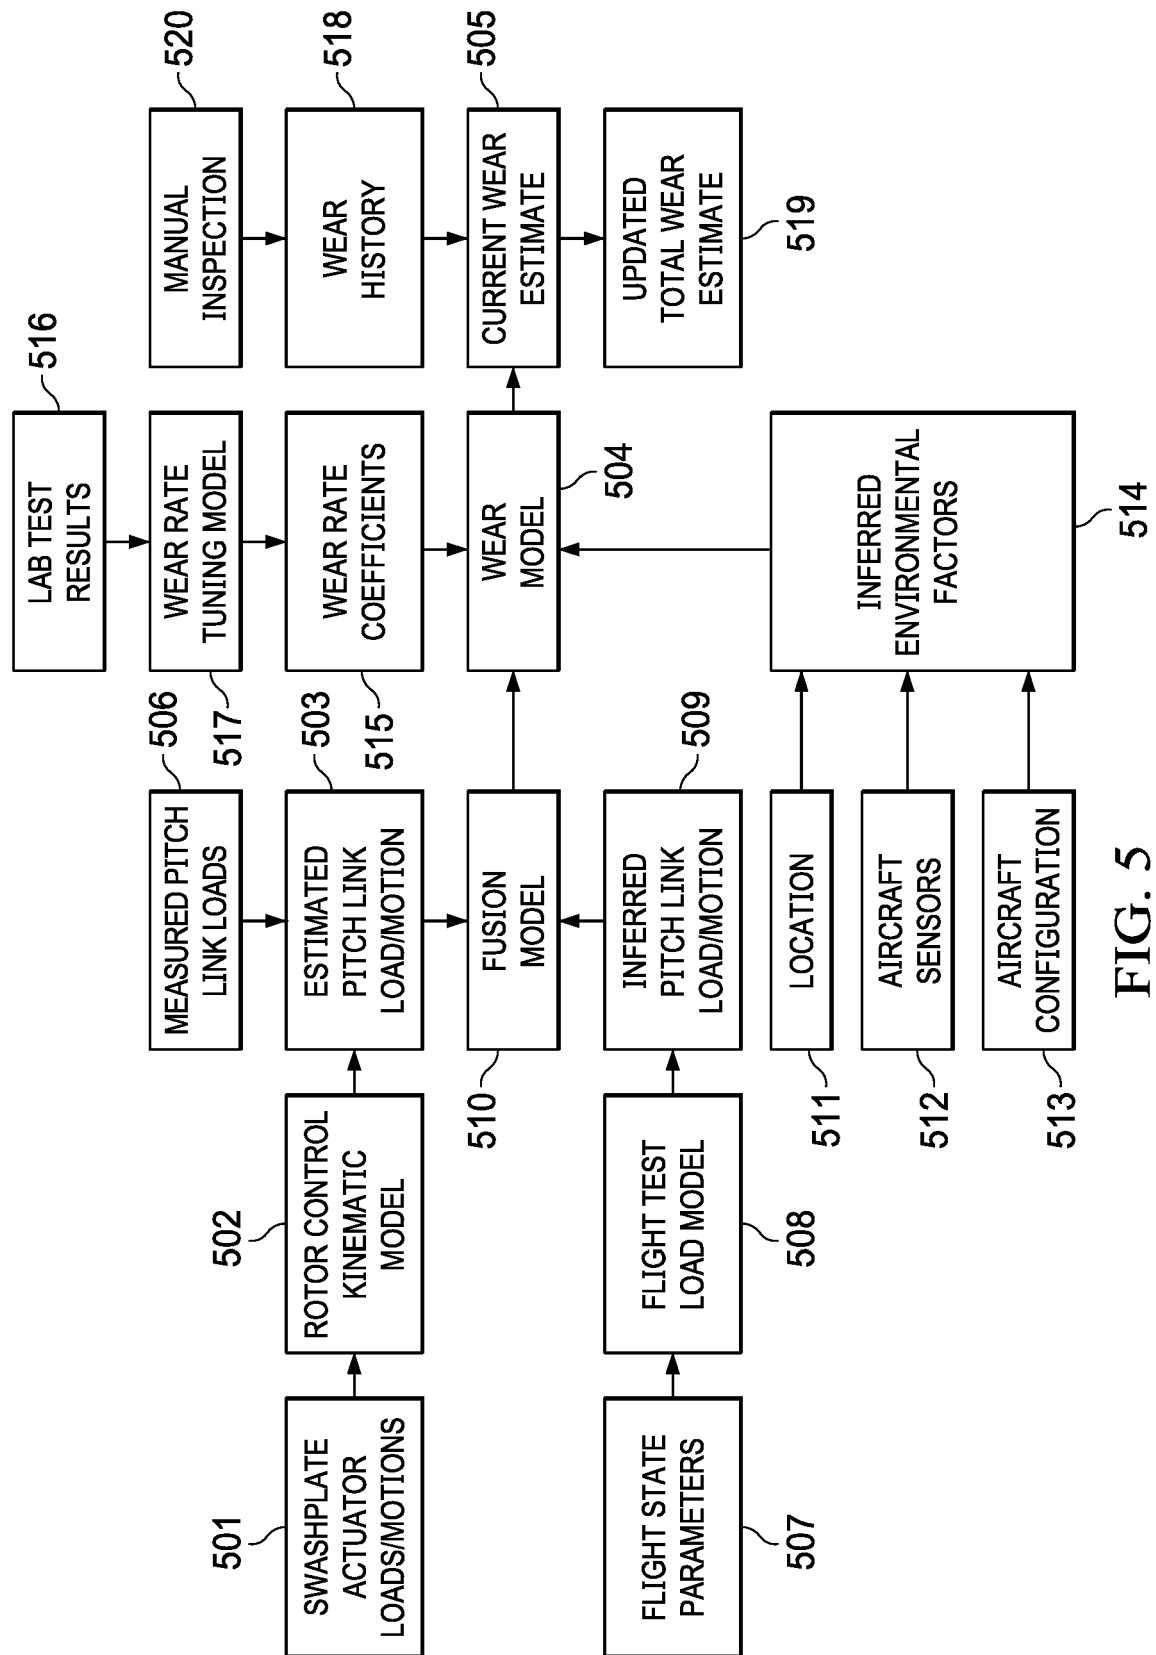 516
LAB TEST
RESULTS
506
MEASURED PITCH
LINK LOADS
517
WEAR RATE
TUNING MODEL
520
MANUAL
INSPECTION
501
SWASHPLATE
ACTUATOR
LOADS/MOTIONS
502
ROTOR CONTROL
KINEMATIC
MODEL
503
ESTIMATED
PITCH LINK
LOAD/MOTION
515
WEAR RATE
COEFFICIENTS
518
WEAR
HISTORY
510
FUSION
MODEL
504
WEAR
MODEL
505
CURRENT WEAR
ESTIMATE
507
FLIGHT STATE
PARAMETERS
508
FLIGHT TEST
LOAD MODEL
509
INFERRED
PITCH LINK
LOAD/MOTION
519
UPDATED
TOTAL WEAR
ESTIMATE
511
LOCATION
512
AIRCRAFT
SENSORS
513
AIRCRAFT
CONFIGURATION
514
INFERRED
ENVIRONMENTAL
FACTORS
FIG. 5